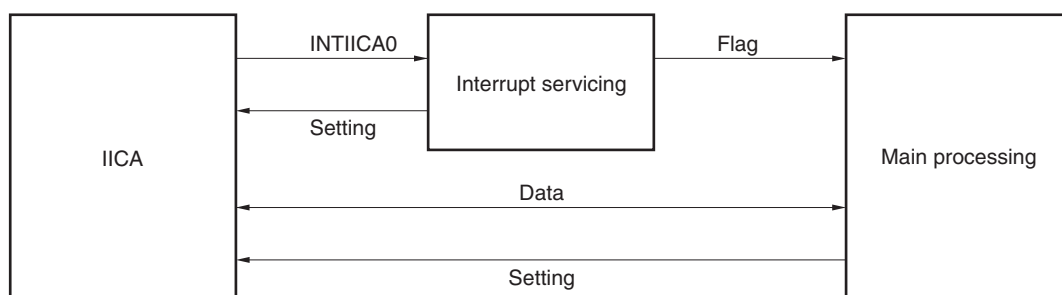 INTIICA0
Flag
Interrupt servicing
Setting
IICA
Main processing
Data
Setting